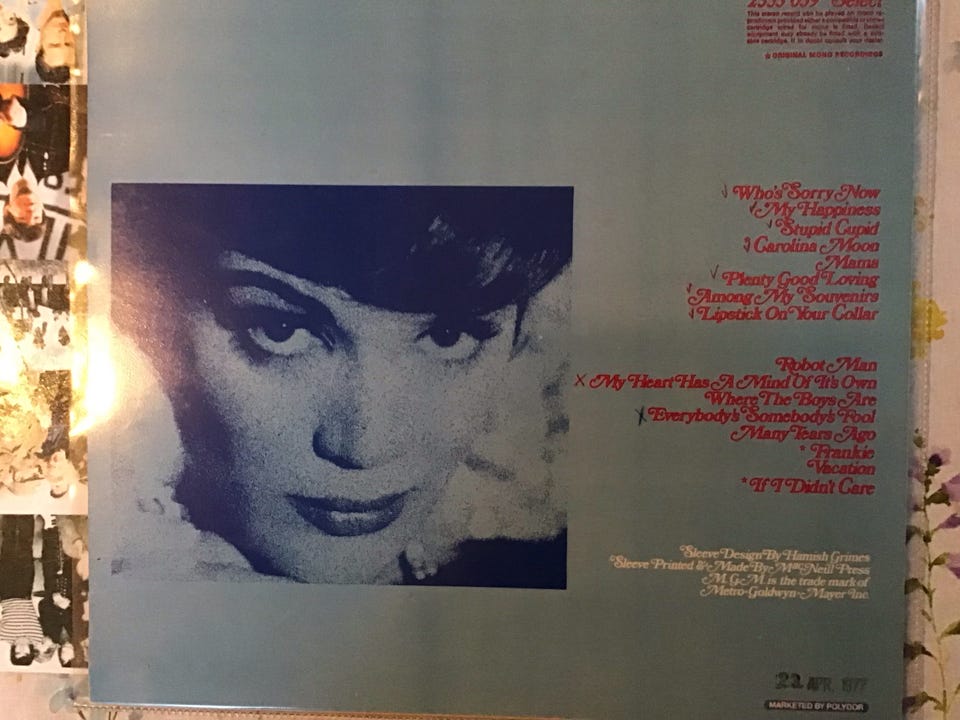 2353 039 Select
☆ ORIGINAL MONO RECORDINGS
Who's Sorry Now
My Happiness
Stupid Cupid
Carolina Moon
Mama
Plenty Good Loving
Among My Souvenirs
Lipstick On Your Collar
Robot Man
My Heart Has A Mind Of It's Own
Where The Boys Are
Everybody's Somebody's Fool
Many Tears Ago
* Frankie
Vacation
* If I Didn't Care
Sleeve Design By Hamish Grimes
Sleeve Printed & Made By MacNeill Press
M.G.M. is the trade mark of
Metro-Goldwyn-Mayer Inc.
23 APR. 1977
MARKETED BY POLYDOR